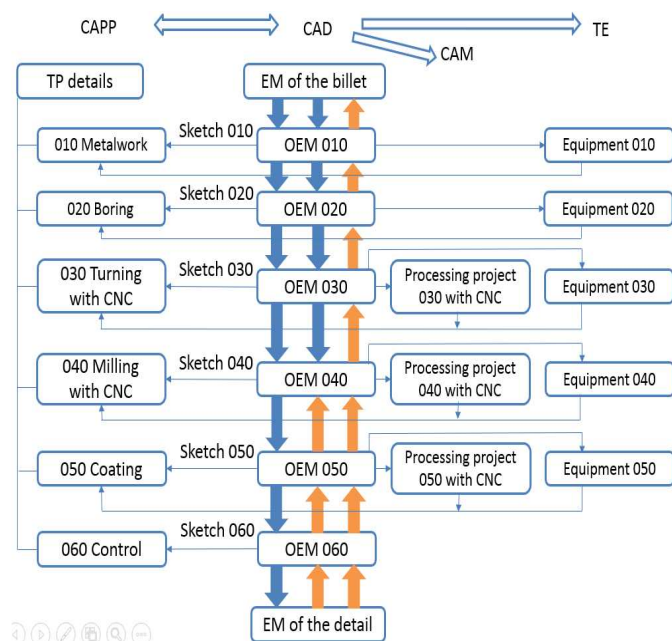 CAPP
CAD
TE
CAM
TP details
EM of the billet
Sketch 010
010 Metalwork
OEM 010
Equipment 010
Sketch 020
020 Boring
OEM 020
Equipment 020
Sketch 030
030 Turning
with CNC
OEM 030
Processing project
030 with CNC
Equipment 030
Sketch 040
040 Milling
with CNC
OEM 040
Processing project
040 with CNC
Equipment 040
Sketch 050
050 Coating
OEM 050
Processing project
050 with CNC
Equipment 050
Sketch 060
060 Control
OEM 060
EM of the detail